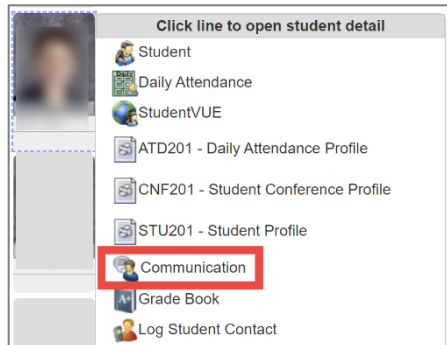 Click line to open student detail
Student
Daily Attendance
StudentVUE
ATD201 - Daily Attendance Profile
CNF201 - Student Conference Profile
STU201 - Student Profile
Communication
A+ Grade Book
Log Student Contact